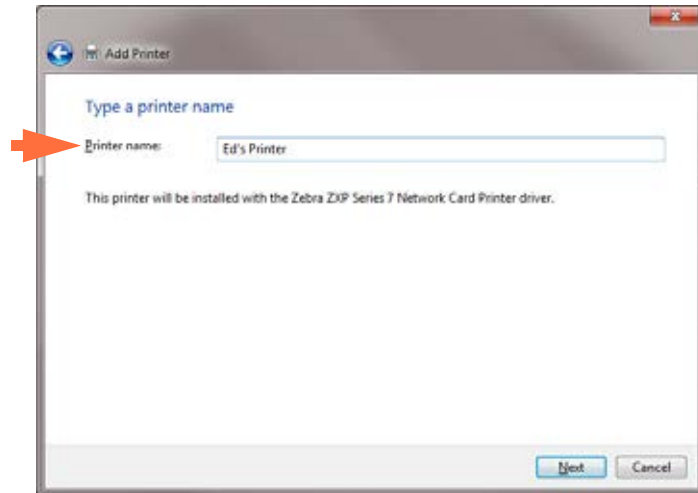 Add Printer
Type a printer name
Printer name:
Ed's Printer
This printer will be installed with the Zebra ZXP Series 7 Network Card Printer driver.
Next
Cancel